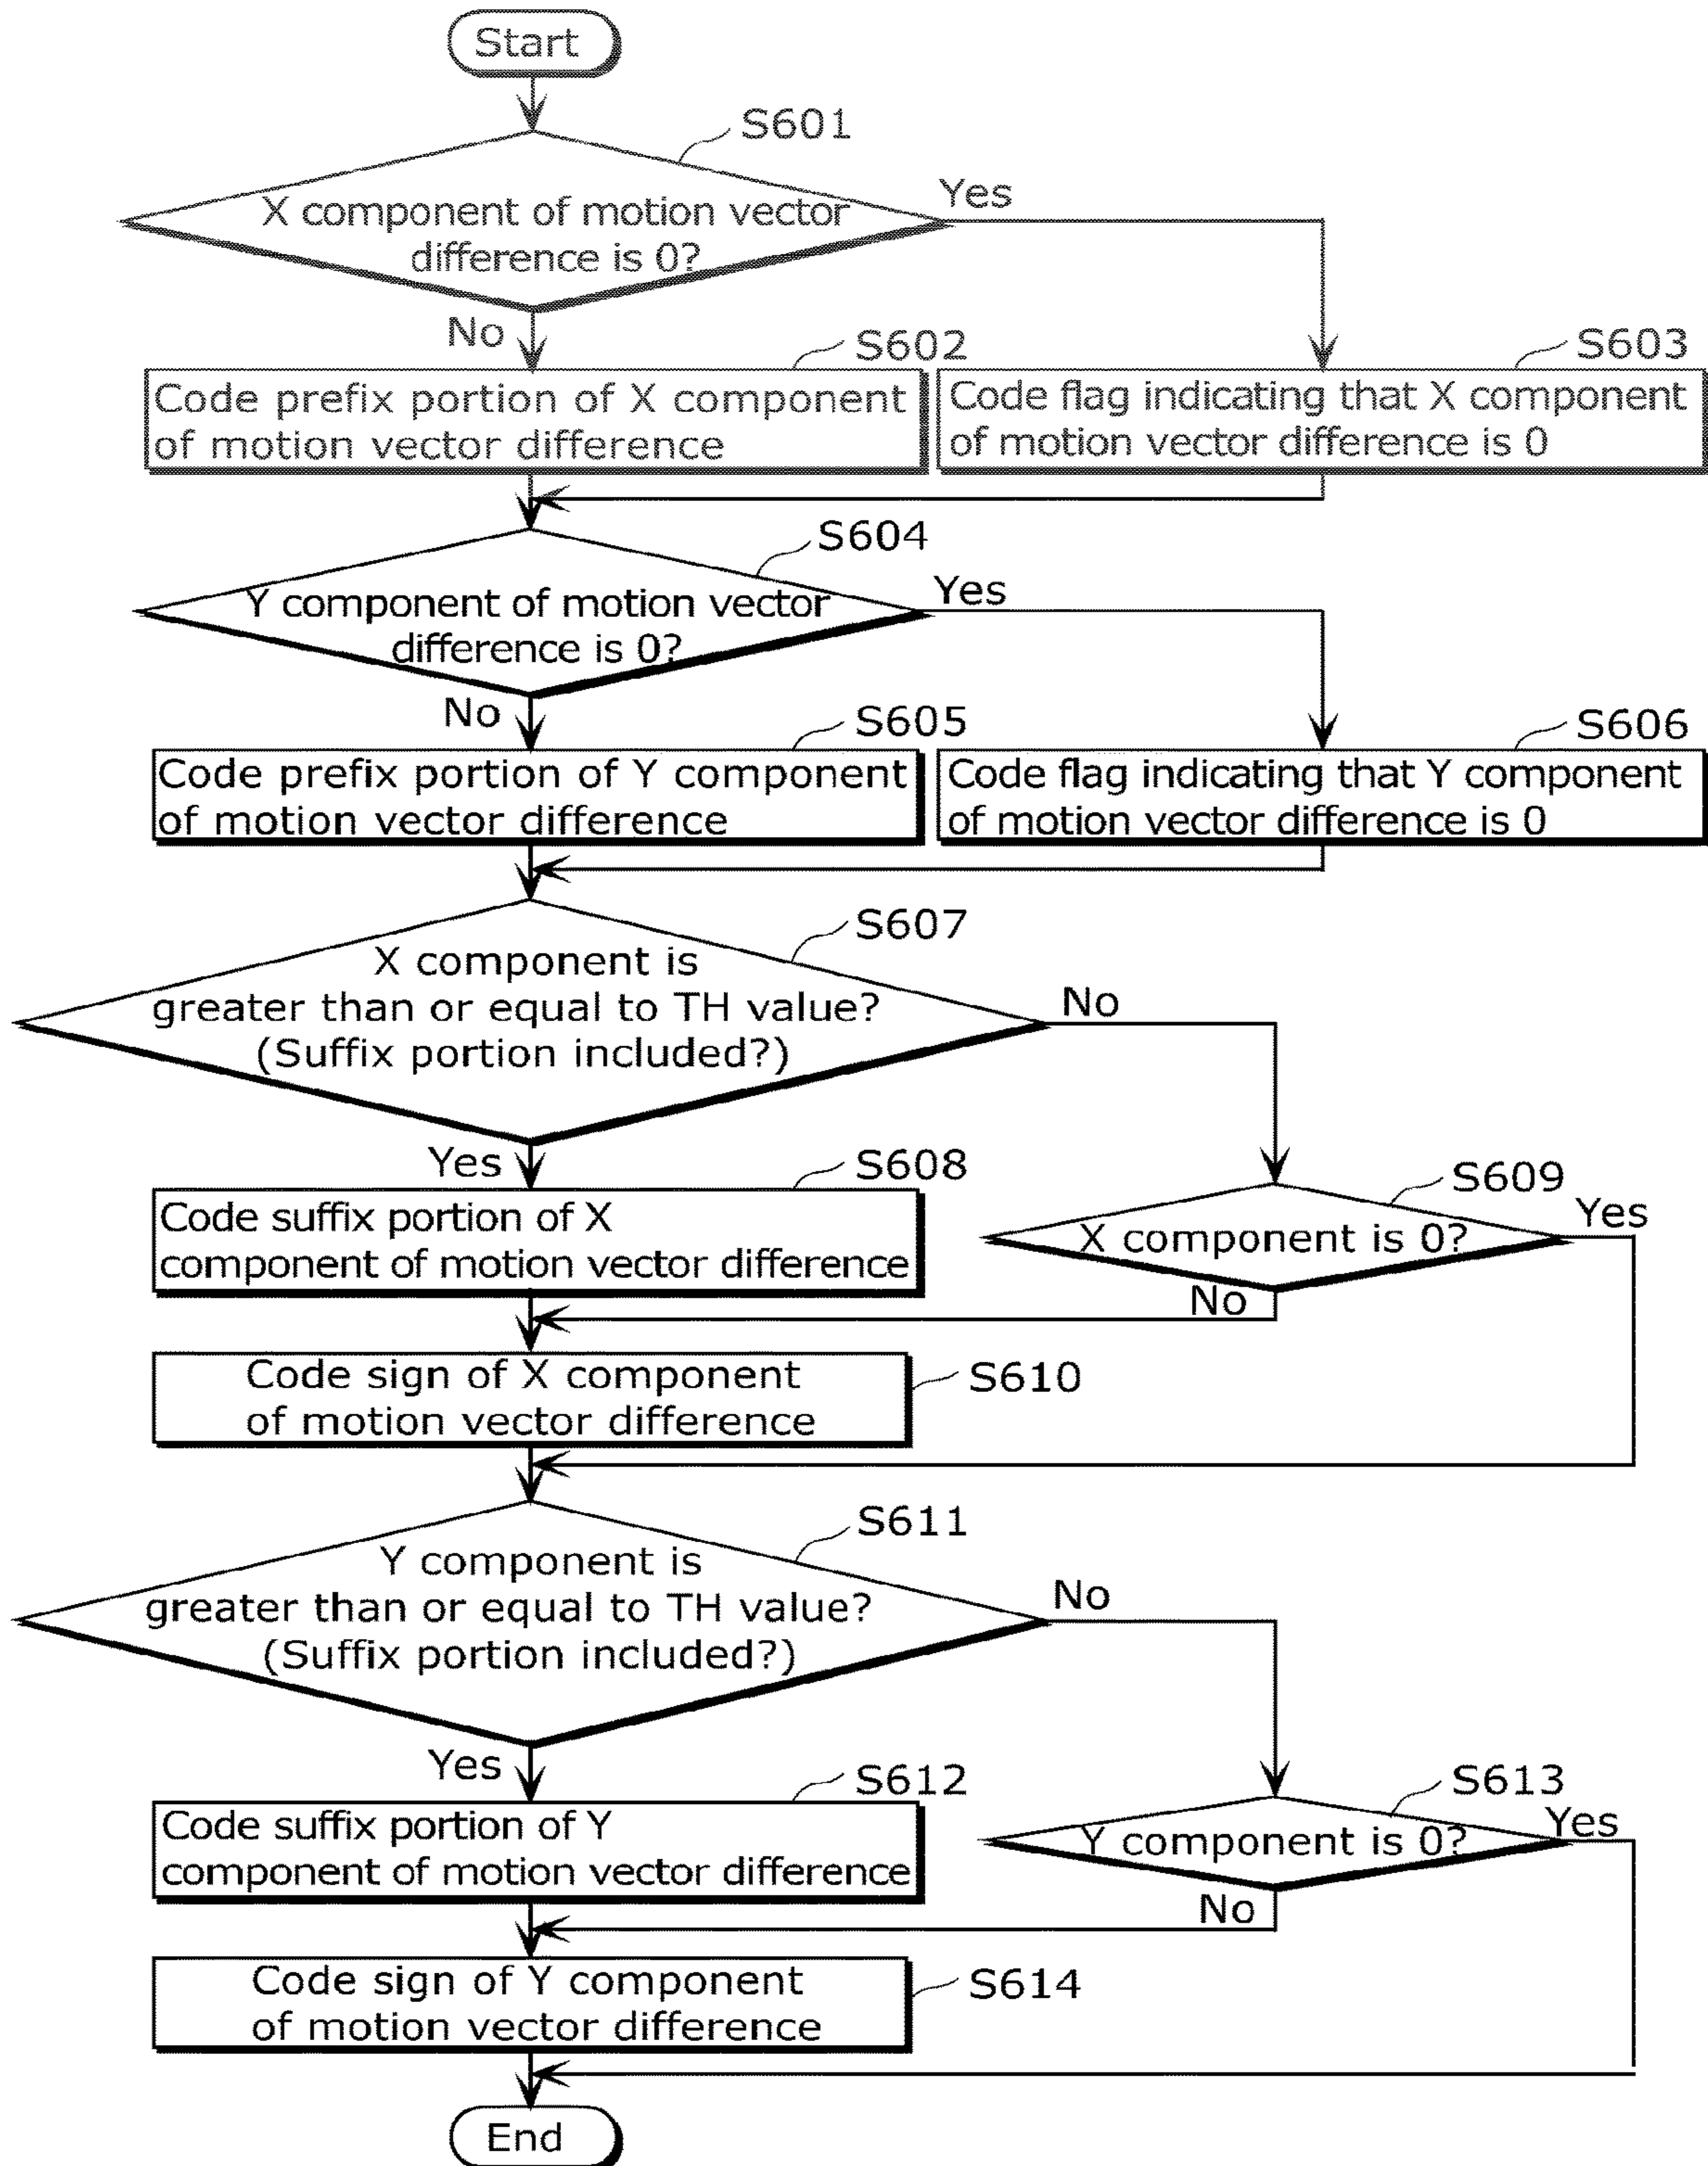 Start
S601
X component of motion vector
difference is 0?
Yes
No
S602
Code prefix portion of X component
of motion vector difference
S603
Code flag indicating that X component
of motion vector difference is 0
S604
Y component of motion vector
difference is 0?
Yes
No
S605
Code prefix portion of Y component
of motion vector difference
S606
Code flag indicating that Y component
of motion vector difference is 0
S607
X component is
greater than or equal to TH value?
(Suffix portion included?)
No
Yes
S608
Code suffix portion of X
component of motion vector difference
S609
X component is 0?
Yes
No
Code sign of X component
of motion vector difference
S610
S611
Y component is
greater than or equal to TH value?
(Suffix portion included?)
No
Yes
S612
Code suffix portion of Y
component of motion vector difference
S613
Y component is 0?
Yes
No
Code sign of Y component
of motion vector difference
S614
End